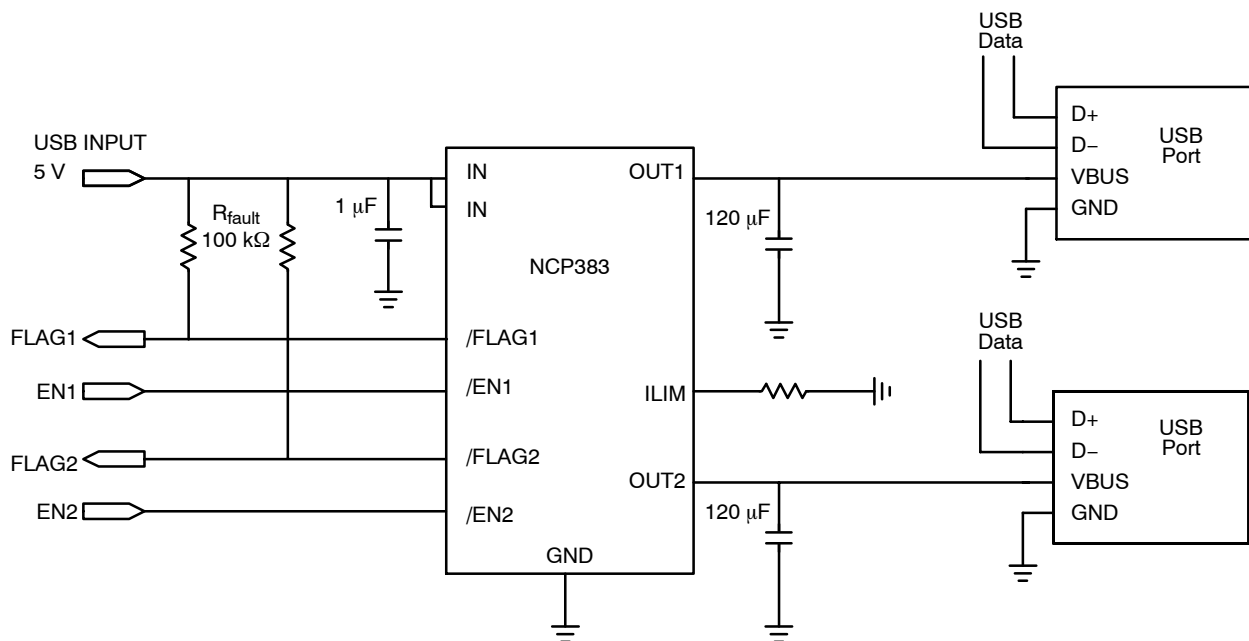 USB
Data
D+
D−
VBUS
GND
USB
Port
USB INPUT
5 V
Rfault
100 kΩ
1 μF
IN
IN
OUT1
120 μF
NCP383
FLAG1
/FLAG1
EN1
/EN1
ILIM
FLAG2
/FLAG2
OUT2
EN2
/EN2
GND
120 μF
USB
Data
D+
D−
VBUS
GND
USB
Port